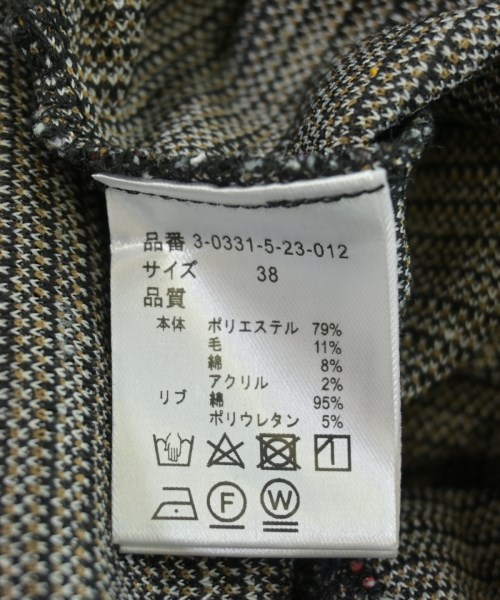 品番 3-0331-5-23-012
サイズ 38
品質
本体 ポリエステル 79%
毛 11%
綿 8%
アクリル 2%
リブ 綿 95%
ポリウレタン 5%
F W